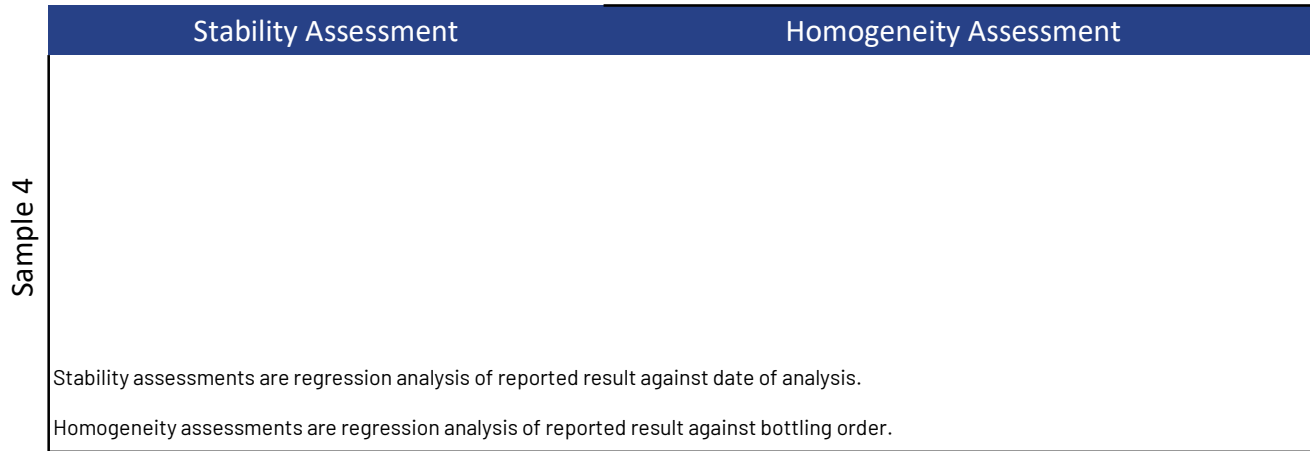 Stability Assessment
Homogeneity Assessment
Sample 4
Stability assessments are regression analysis of reported result against date of analysis.
Homogeneity assessments are regression analysis of reported result against bottling order.